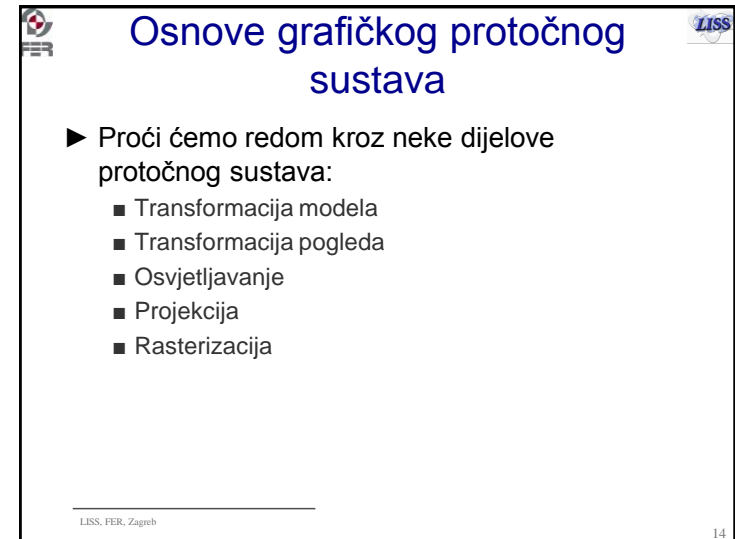 FER
Osnove grafičkog protočnog
LISS
sustava
► Proći ćemo redom kroz neke dijelove
protočnog sustava:
■ Transformacija modela
■ Transformacija pogleda
■ Osvjetljavanje
■ Projekcija
■ Rasterizacija
LISS, FER, Zagreb
14